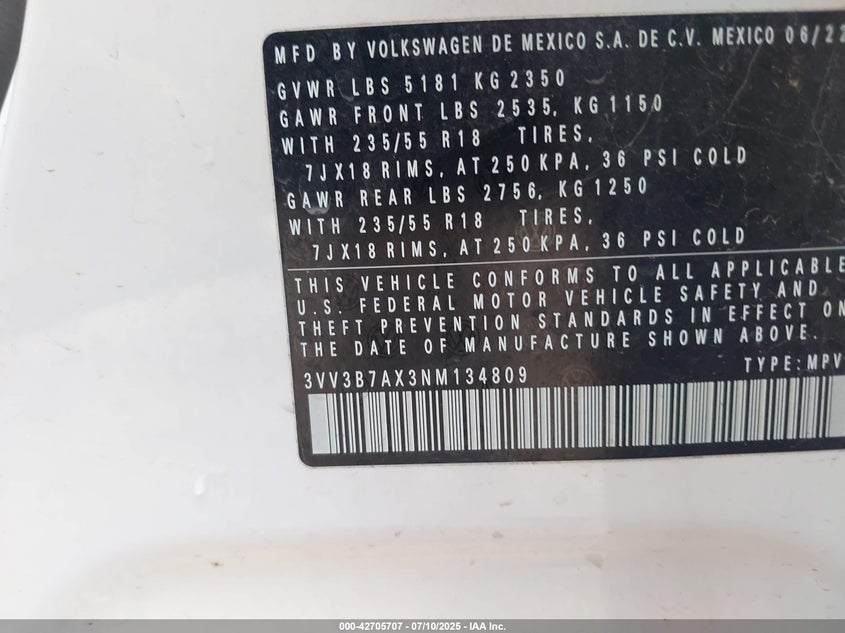 MFD BY VOLKSWAGEN DE MEXICO S.A. DE C.V. MEXICO 06/22
GVWR LBS 5181 KG 2350
GAWR FRONT LBS 2535, KG 1150
WITH 235/55 R18 TIRES,
7JX18 RIMS, AT 250 KPA, 36 PSI COLD
GAWR REAR LBS 2756, KG 1250
WITH 235/55 R18 TIRES,
7JX18 RIMS, AT 250 KPA, 36 PSI COLD
THIS VEHICLE CONFORMS TO ALL APPLICABLE
U.S. FEDERAL MOTOR VEHICLE SAFETY AND
THEFT PREVENTION STANDARDS IN EFFECT ON
THE DATE OF MANUFACTURE SHOWN ABOVE.
3VV3B7AX3NM134809 TYPE: MPV
000-42705707 - 07/10/2025 - IAA Inc.